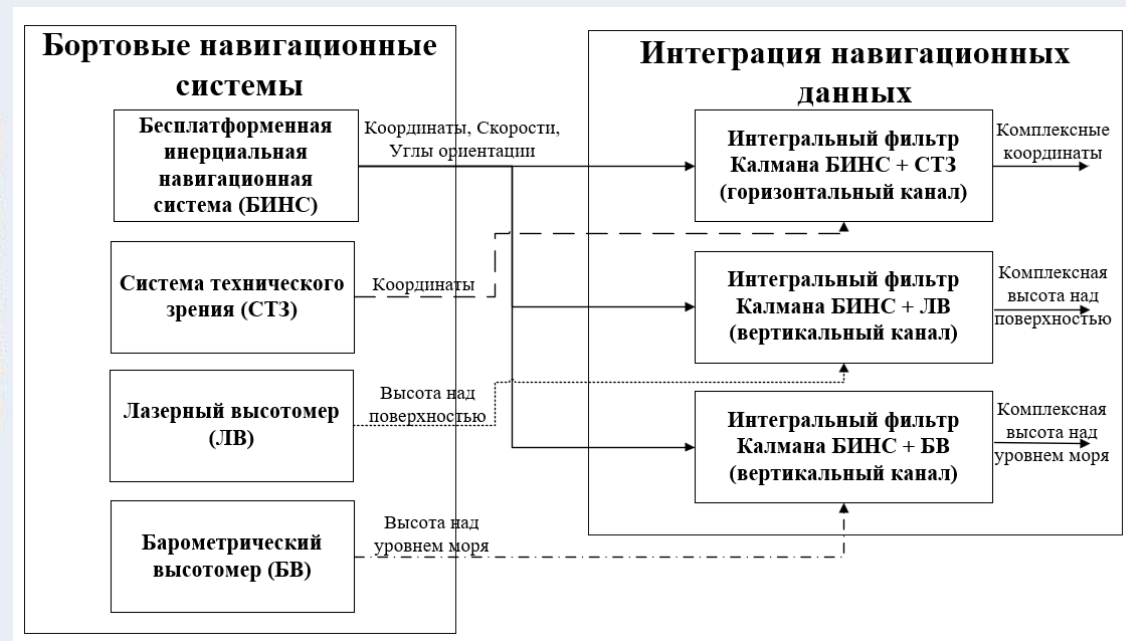 Бортовые навигационные
системы
Бесплатформенная
инерциальная
навигационная
система (БИНС)
Система технического
зрения (СТЗ)
Лазерный высотомер
(ЛВ)
Барометрический
высотомер (БВ)
Координаты, Скорости,
Углы ориентации
Координаты
Высота над
поверхностью
Высота над
уровнем моря
Интеграция навигационных
данных
Интегральный фильтр
Калмана БИНС + СТЗ
(горизонтальный канал)
Интегральный фильтр
Калмана БИНС + ЛВ
(вертикальный канал)
Интегральный фильтр
Калмана БИНС + БВ
(вертикальный канал)
Комплексные
координаты
Комплексная
высота над
поверхностью
Комплексная
высота над
уровнем моря